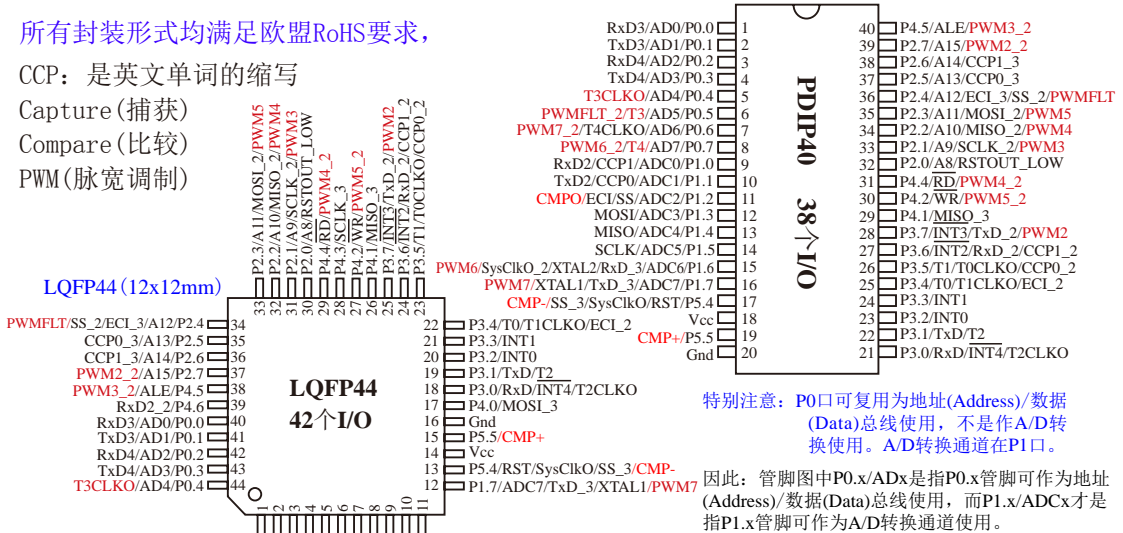 所有封装形式均满足欧盟RoHS要求，
CCP：是英文单词的缩写
Capture(捕获)
Compare(比较)
PWM(脉宽调制)
P2.3/A11/MOSI_2/PWM5
P2.2/A10/MISO_2/PWM4
P2.1/A9/SCLK_2/PWM3
P2.0/A8/RSTOUT_LOW
P4.4/RD/PWM4_2
P4.3/SCLK_3
P4.2/WR/PWM5_2
P4.1/MISO_3
P3.7/INT3/TxD_2/PWM2
P3.6/INT2/RxD_2/CCP1_2
P3.5/T1/T0CLKO/CCP0_2
33 32 31 30 29 28 27 26 25 24 23
LQFP44(12x12mm)
PWMFLT/SS_2/ECI_3/A12/P2.4 34
CCP0_3/A13/P2.5 35
CCP1_3/A14/P2.6 36
PWM2_2/A15/P2.7 37
PWM3_2/ALE/P4.5 38
RxD2_2/P4.6 39
RxD3/AD0/P0.0 40
TxD3/AD1/P0.1 41
RxD4/AD2/P0.2 42
TxD4/AD3/P0.3 43
T3CLKO/AD4/P0.4 44
LQFP44
42个I/O
22 P3.4/T0/T1CLKO/ECI_2
21 P3.3/INT1
20 P3.2/INT0
19 P3.1/TxD/T2
18 P3.0/RxD/INT4/T2CLKO
17 P4.0/MOSI_3
16 Gnd
15 P5.5/CMP+
14 Vcc
13 P5.4/RST/SysClkO/SS_3/CMP-
12 P1.7/ADC7/TxD_3/XTAL1/PWM7
1 2 3 4 5 6 7 8 9 10 11
RxD3/AD0/P0.0 1
TxD3/AD1/P0.1 2
RxD4/AD2/P0.2 3
TxD4/AD3/P0.3 4
T3CLKO/AD4/P0.4 5
PWMFLT_2/T3/AD5/P0.5 6
PWM7_2/T4CLKO/AD6/P0.6 7
PWM6_2/T4/AD7/P0.7 8
RxD2/CCP1/ADC0/P1.0 9
TxD2/CCP0/ADC1/P1.1 10
CMPO/ECI/SS/ADC2/P1.2 11
MOSI/ADC3/P1.3 12
MISO/ADC4/P1.4 13
SCLK/ADC5/P1.5 14
PWM6/SysClkO_2/XTAL2/RxD_3/ADC6/P1.6 15
PWM7/XTAL1/TxD_3/ADC7/P1.7 16
CMP-/SS_3/SysClkO/RST/P5.4 17
Vcc 18
CMP+/P5.5 19
Gnd 20
PDIP40 38个I/O
40 P4.5/ALE/PWM3_2
39 P2.7/A15/PWM2_2
38 P2.6/A14/CCP1_3
37 P2.5/A13/CCP0_3
36 P2.4/A12/ECI_3/SS_2/PWMFLT
35 P2.3/A11/MOSI_2/PWM5
34 P2.2/A10/MISO_2/PWM4
33 P2.1/A9/SCLK_2/PWM3
32 P2.0/A8/RSTOUT_LOW
31 P4.4/RD/PWM4_2
30 P4.2/WR/PWM5_2
29 P4.1/MISO_3
28 P3.7/INT3/TxD_2/PWM2
27 P3.6/INT2/RxD_2/CCP1_2
26 P3.5/T1/T0CLKO/CCP0_2
25 P3.4/T0/T1CLKO/ECI_2
24 P3.3/INT1
23 P3.2/INT0
22 P3.1/TxD/T2
21 P3.0/RxD/INT4/T2CLKO
特别注意：P0口可复用为地址(Address)/数据
(Data)总线使用，不是作A/D转
换使用。A/D转换通道在P1口。
因此：管脚图中P0.x/ADx是指P0.x管脚可作为地址
(Address)/数据(Data)总线使用，而P1.x/ADCx才是
指P1.x管脚可作为A/D转换通道使用。